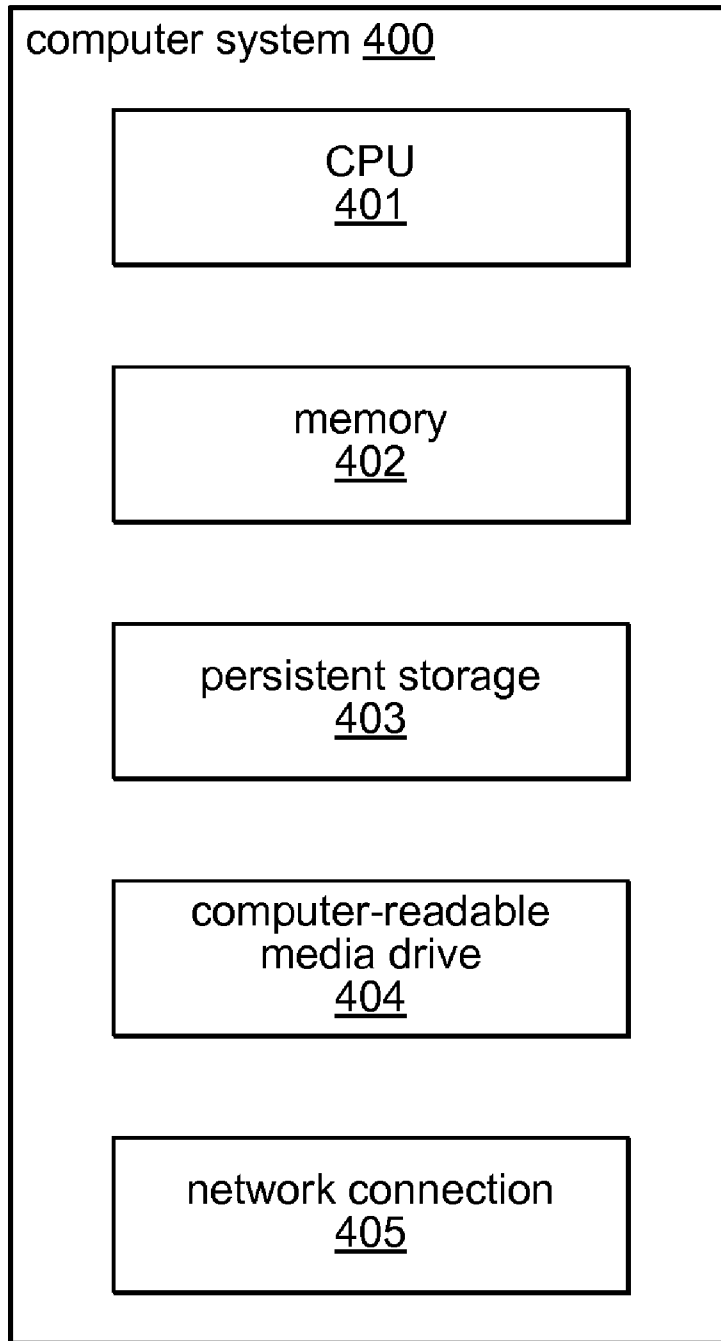 computer system 400
CPU
401
memory
402
persistent storage
403
computer-readable
media drive
404
network connection
405